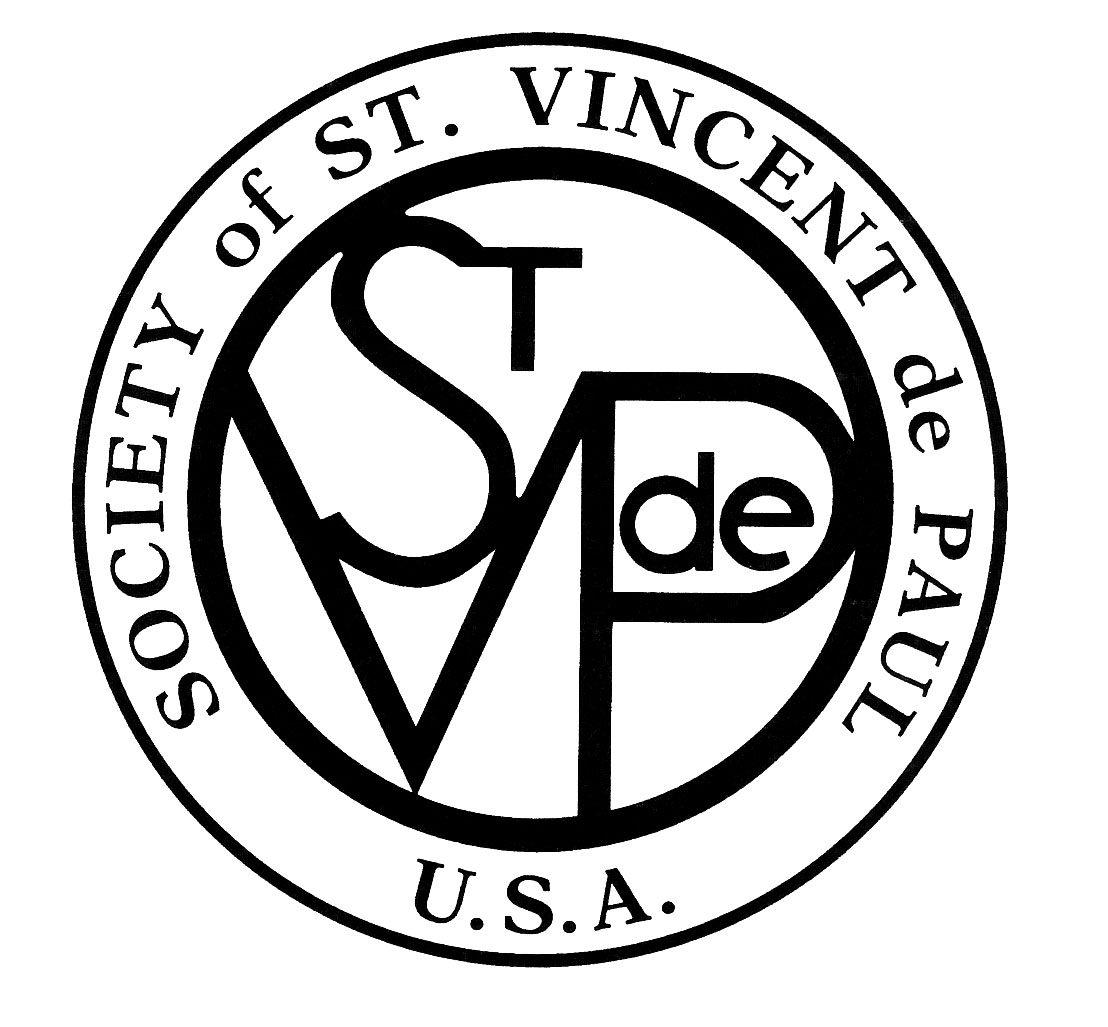 SOCIETY of ST. VINCENT de PAUL
ST
V P de
U.S.A.